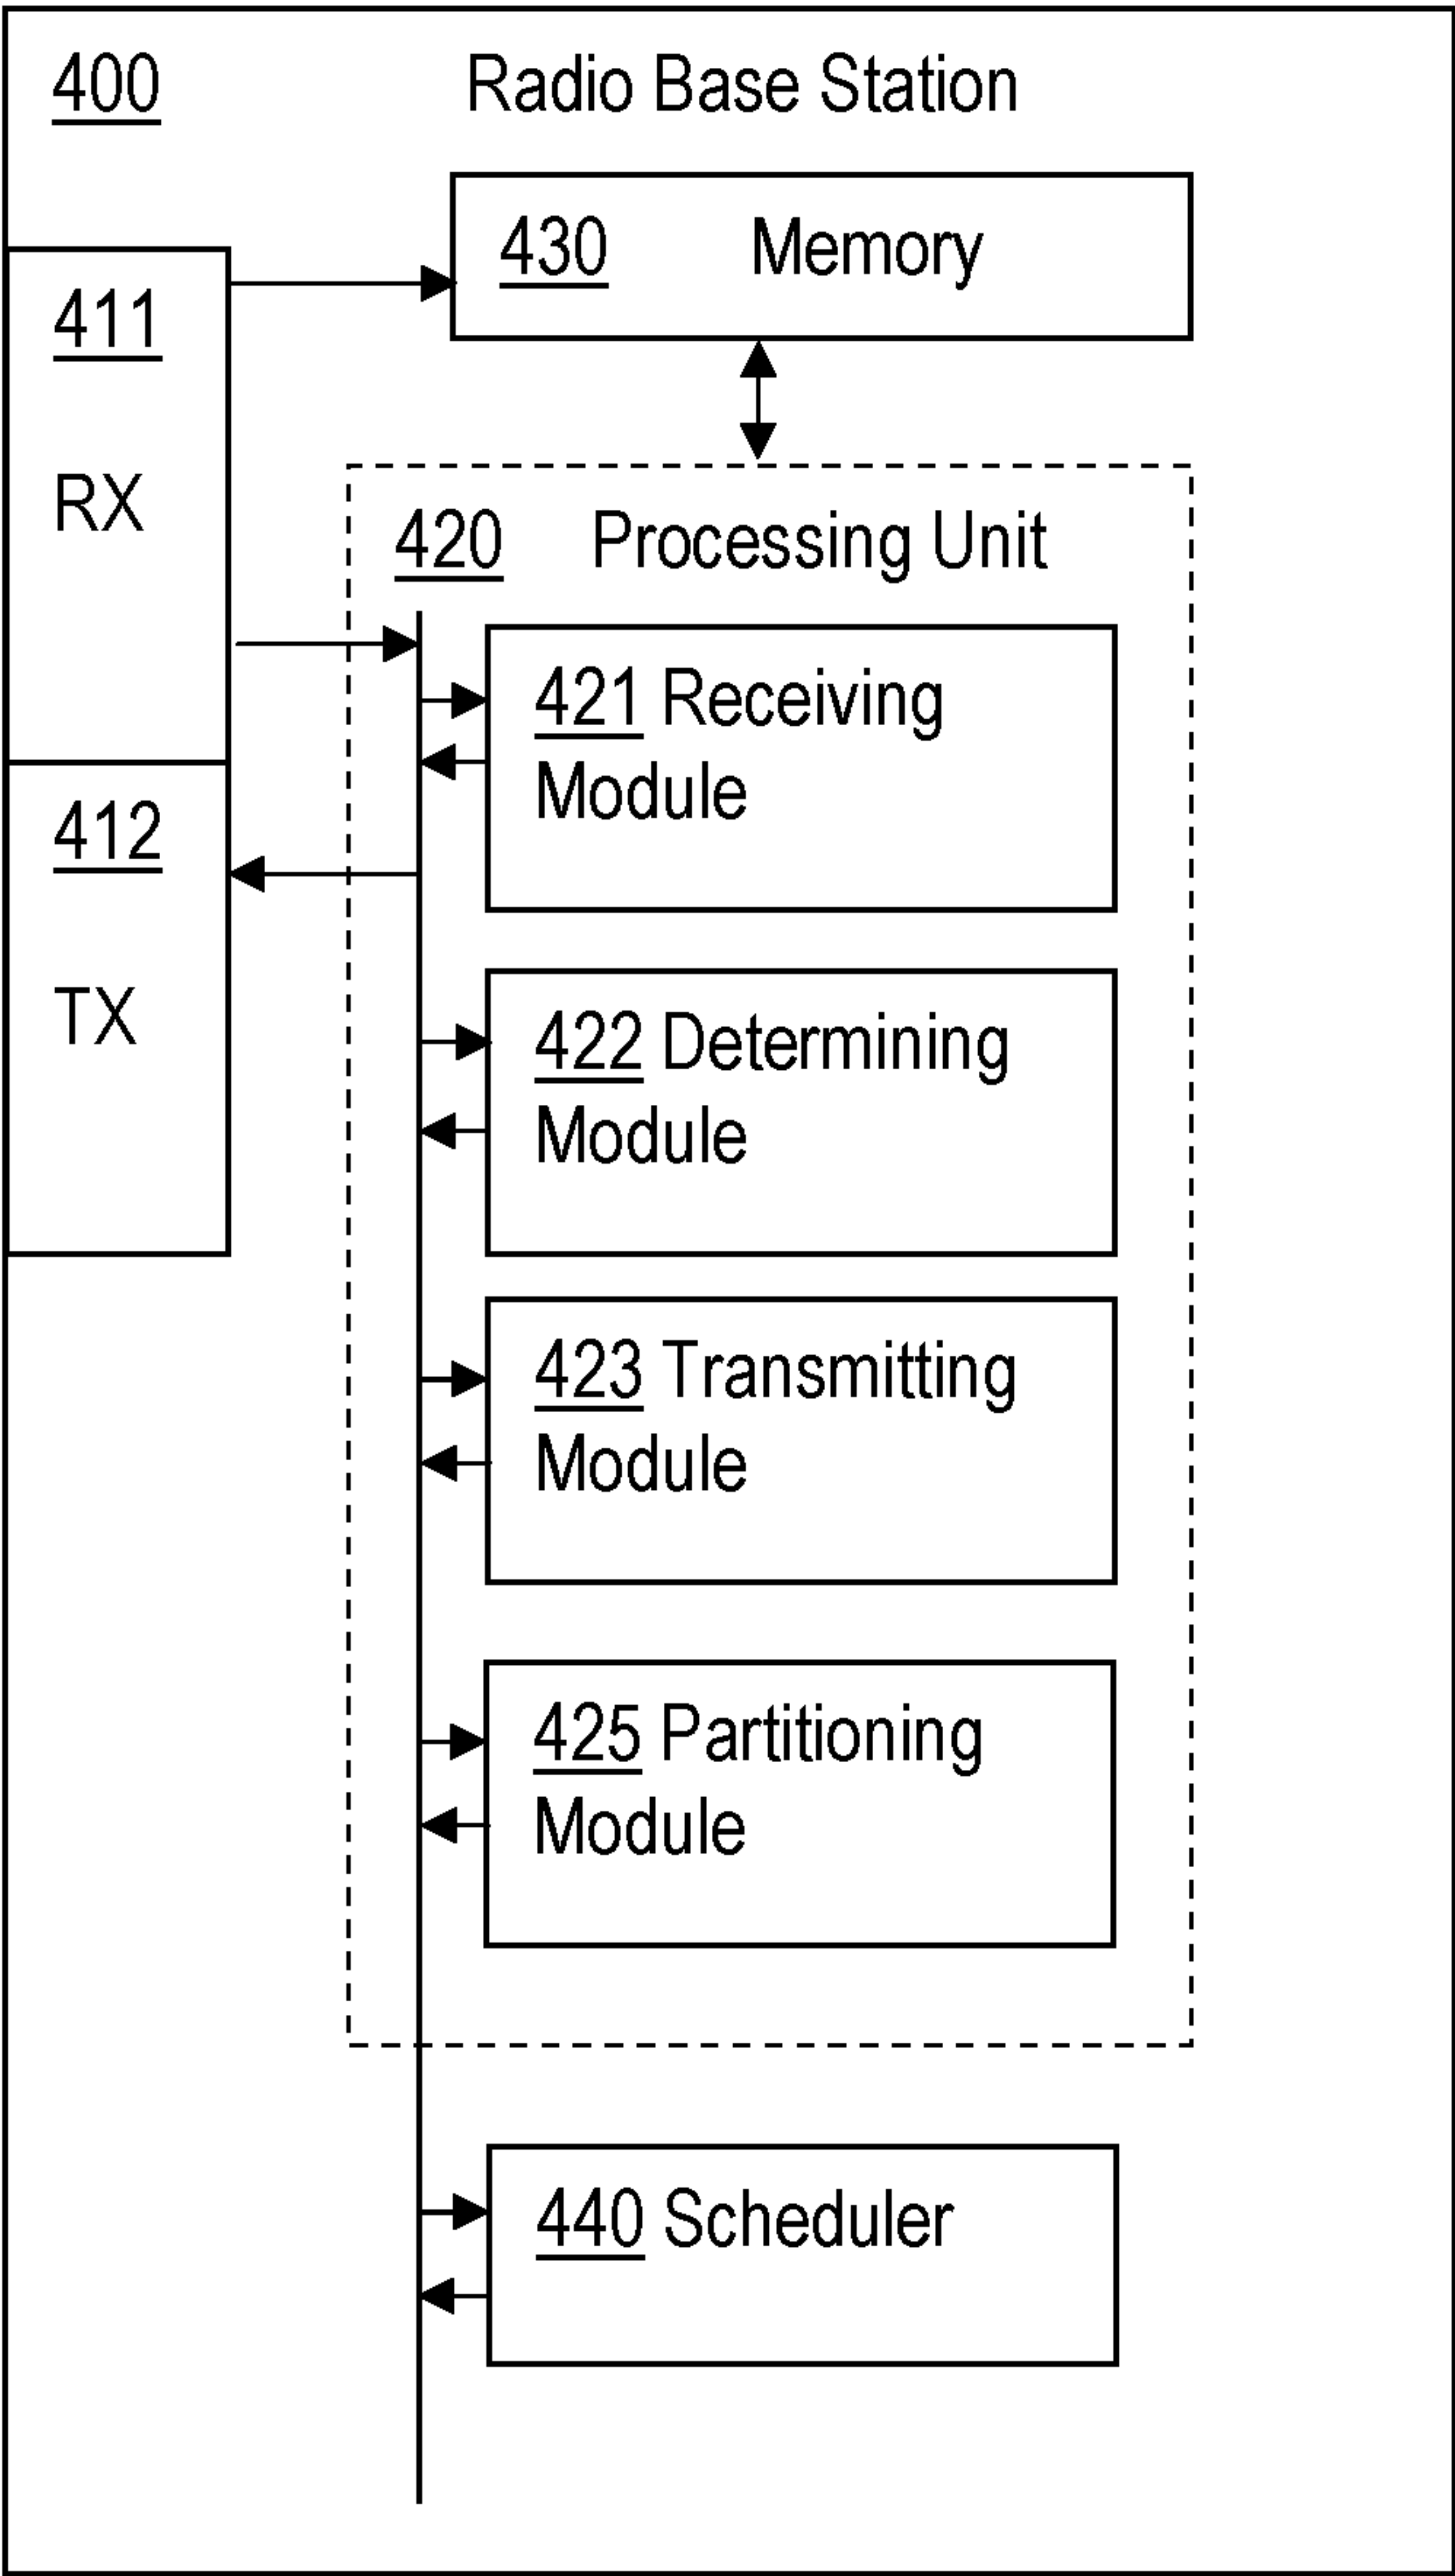 400 Radio Base Station
430 Memory
411
RX
420 Processing Unit
421 Receiving
Module
412
TX
422 Determining
Module
423 Transmitting
Module
425 Partitioning
Module
440 Scheduler